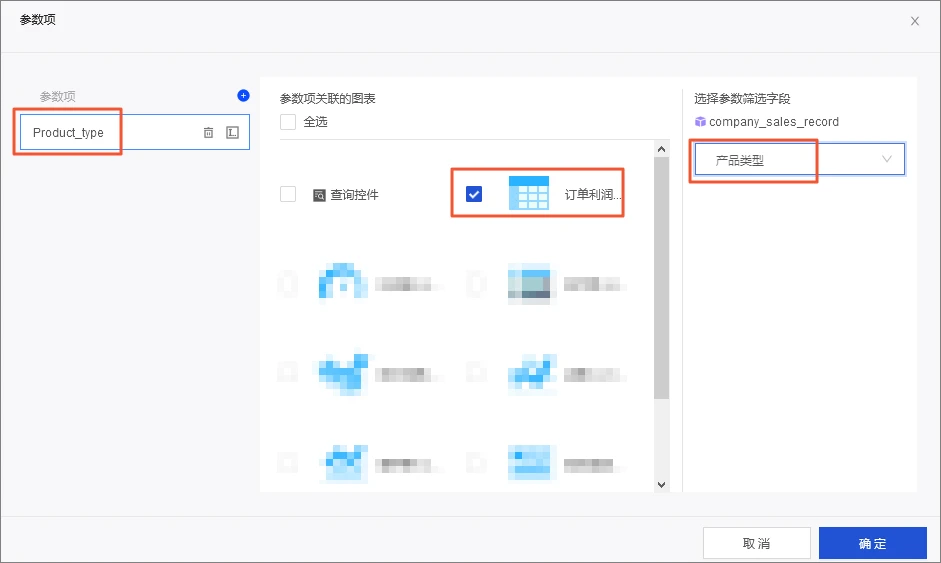 参数项
参数项
Product_type
参数项关联的图表
全选
查询控件
订单利润...
选择参数筛选字段
company_sales_record
产品类型
取消
确定